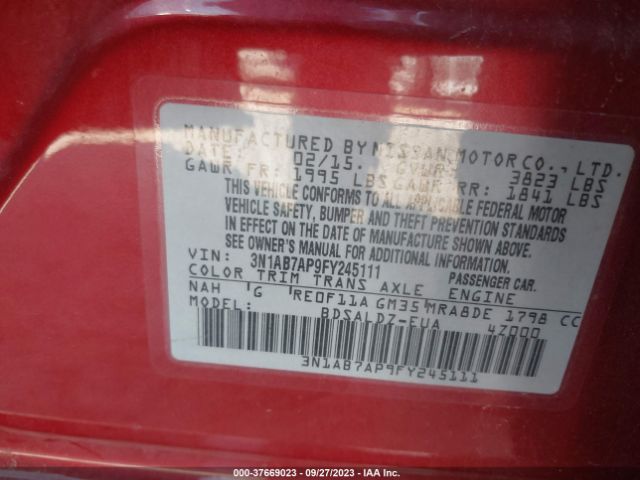 MANUFACTURED BY NISSAN MOTOR CO., LTD.
DATE: 02/15. GVWR: 3823 LBS
GAWR FR: 1995 LBS GAWR RR: 1841 LBS
THIS VEHICLE CONFORMS TO ALL APPLICABLE FEDERAL MOTOR
VEHICLE SAFETY, BUMPER AND THEFT PREVENTION STANDARDS
IN EFFECT ON THE DATE OF MANUFACTURE SHOWN ABOVE.
SEE OWNER'S MANUAL FOR ADDITIONAL INFORMATION.
VIN: 3N1AB7AP9FY245111 PASSENGER CAR.
COLOR TRIM TRANS AXLE ENGINE
NAH G RE0F11A GM35 MRA8DE 1798 CC
BDSALDZ-EUA 4Z000
3N1AB7AP9FY245111
000-37669023 - 09/27/2023 - IAA Inc.